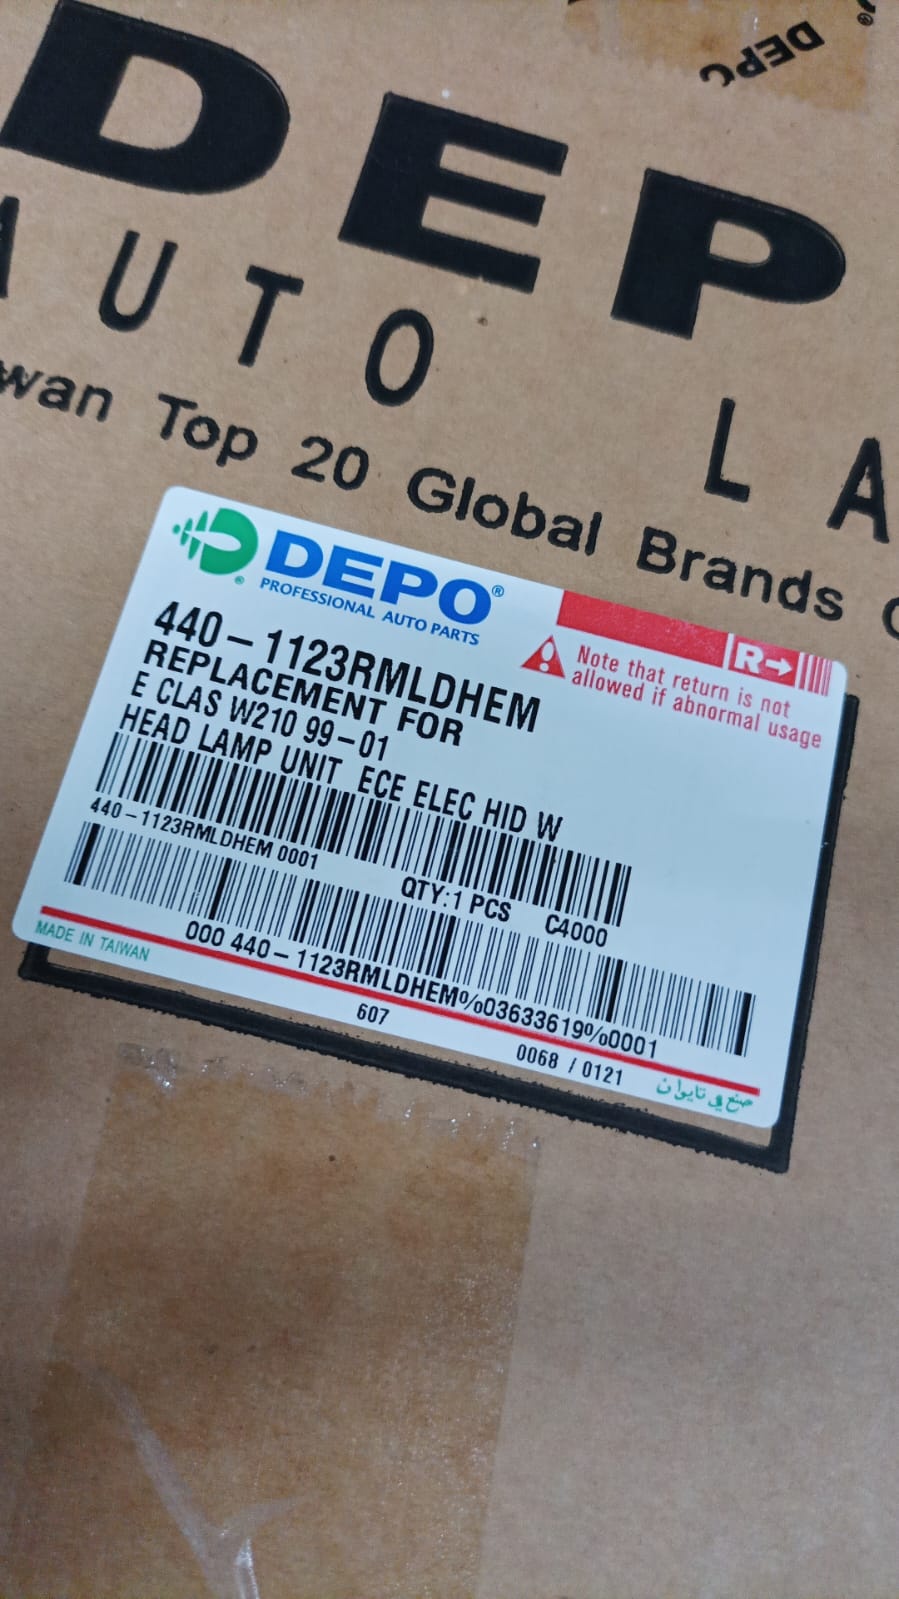 DEPO
DEP
AUTO LA
wan Top 20 Global Brands
DEPO®
PROFESSIONAL AUTO PARTS
R→
Note that return is not
allowed if abnormal usage
440-1123RMLDHEM
REPLACEMENT FOR
E CLAS W210 99-01
HEAD LAMP UNIT ECE ELEC HID W
440-1123RMLDHEM 0001
QTY:1 PCS C4000
000 440-1123RMLDHEM%03633619%0001
MADE IN TAIWAN
607
0068 / 0121
صنع في تايوان